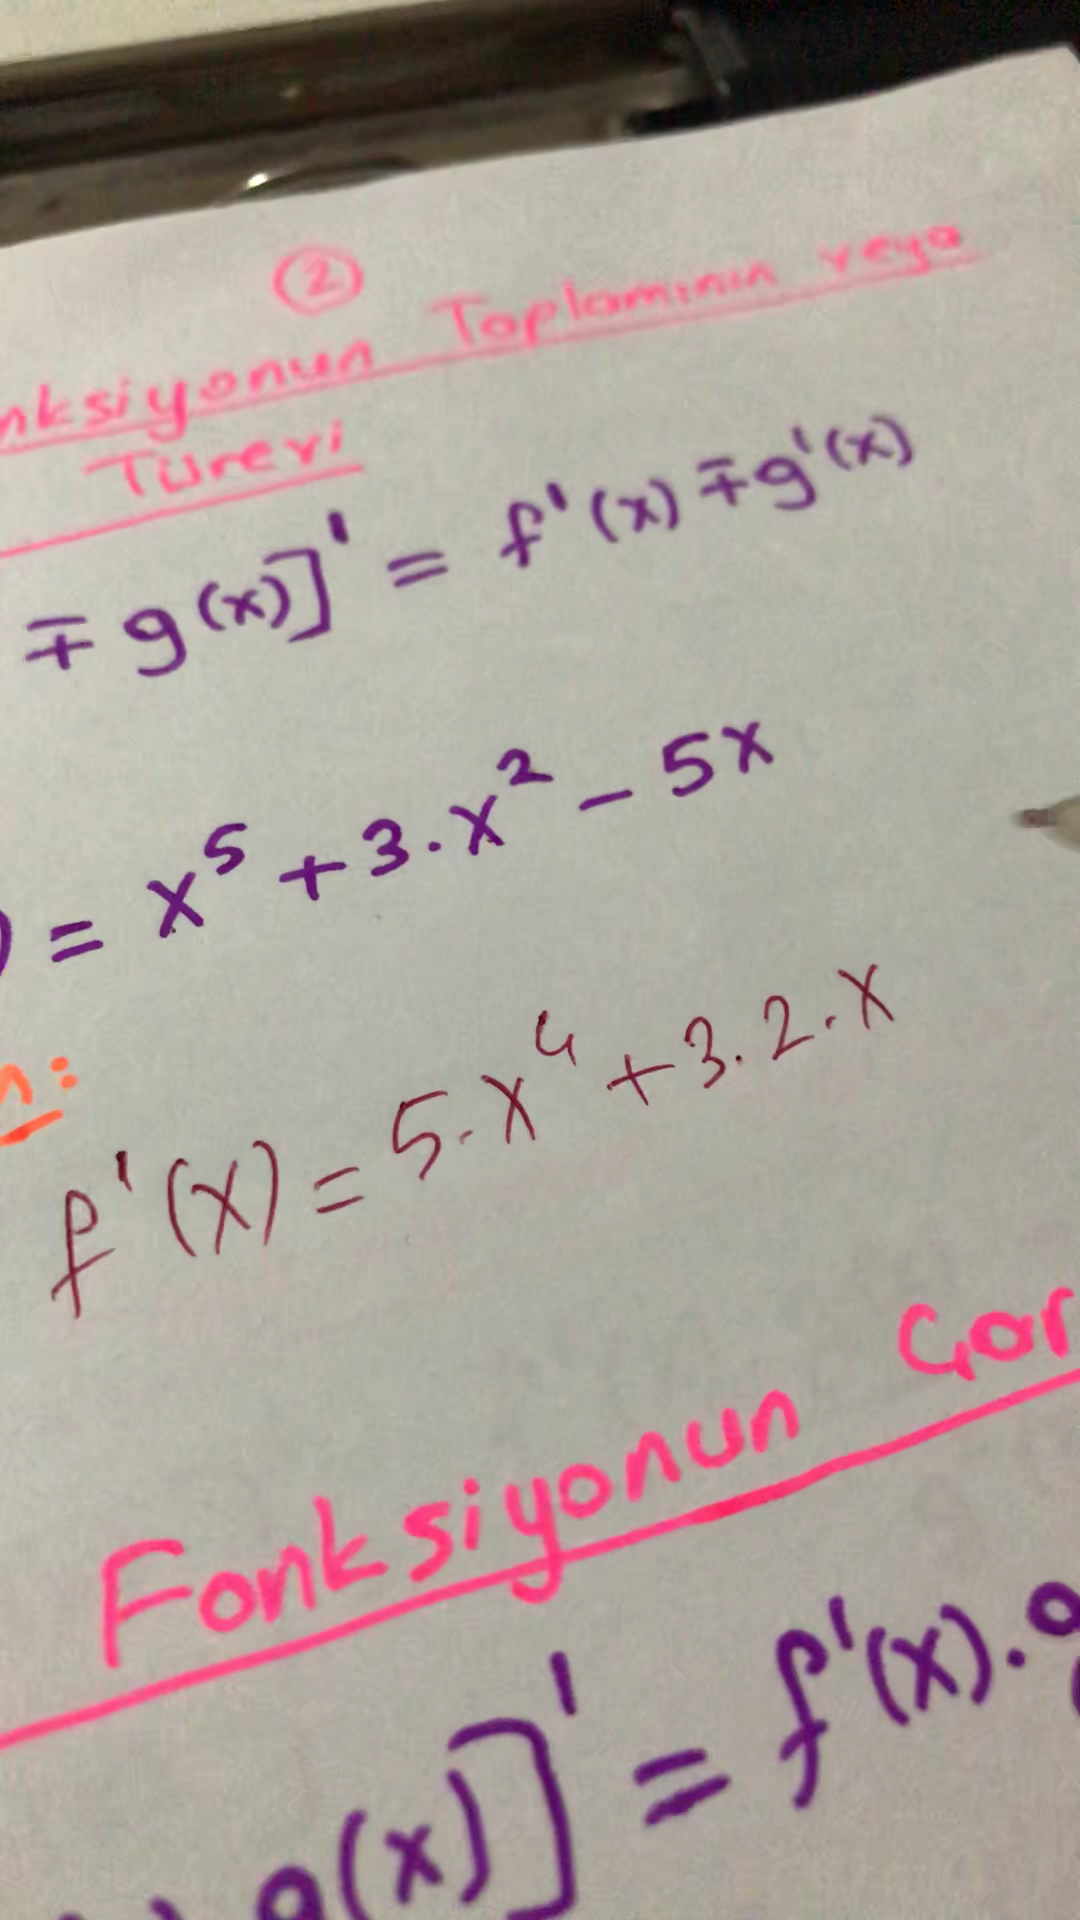 2
nksiyonun Toplamının veya
Türevi
∓ g(x)]' = f'(x) ∓ g'(x)
) = x⁵ + 3.x² - 5x
n:
f'(x) = 5.x⁴ + 3.2.x
Fonksiyonun Çar
g(x)]' = f'(x).g